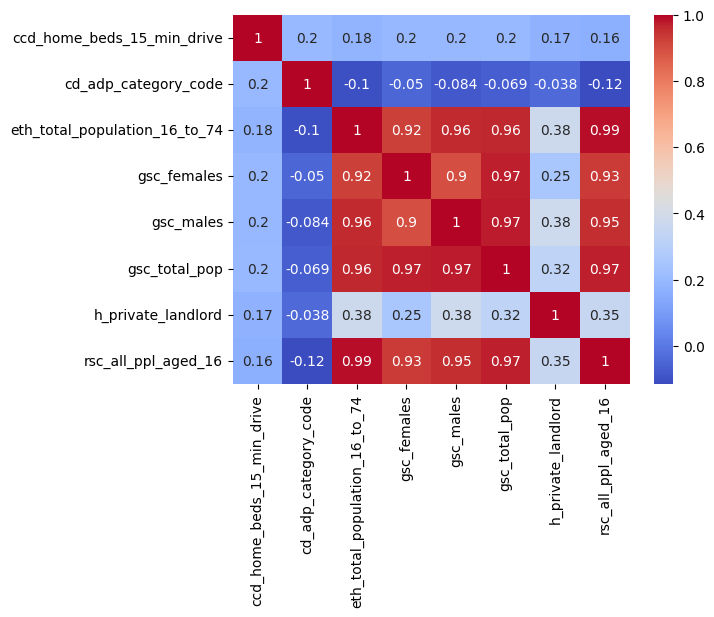 ccd_home_beds_15_min_drive 1 0.2 0.18 0.2 0.2 0.2 0.17 0.16
cd_adp_category_code 0.2 1 -0.1 -0.05 -0.084 -0.069 -0.038 -0.12
eth_total_population_16_to_74 0.18 -0.1 1 0.92 0.96 0.96 0.38 0.99
gsc_females 0.2 -0.05 0.92 1 0.9 0.97 0.25 0.93
gsc_males 0.2 -0.084 0.96 0.9 1 0.97 0.38 0.95
gsc_total_pop 0.2 -0.069 0.96 0.97 0.97 1 0.32 0.97
h_private_landlord 0.17 -0.038 0.38 0.25 0.38 0.32 1 0.35
rsc_all_ppl_aged_16 0.16 -0.12 0.99 0.93 0.95 0.97 0.35 1
ccd_home_beds_15_min_drive
cd_adp_category_code
eth_total_population_16_to_74
gsc_females
gsc_males
gsc_total_pop
h_private_landlord
rsc_all_ppl_aged_16
1.0
0.8
0.6
0.4
0.2
0.0